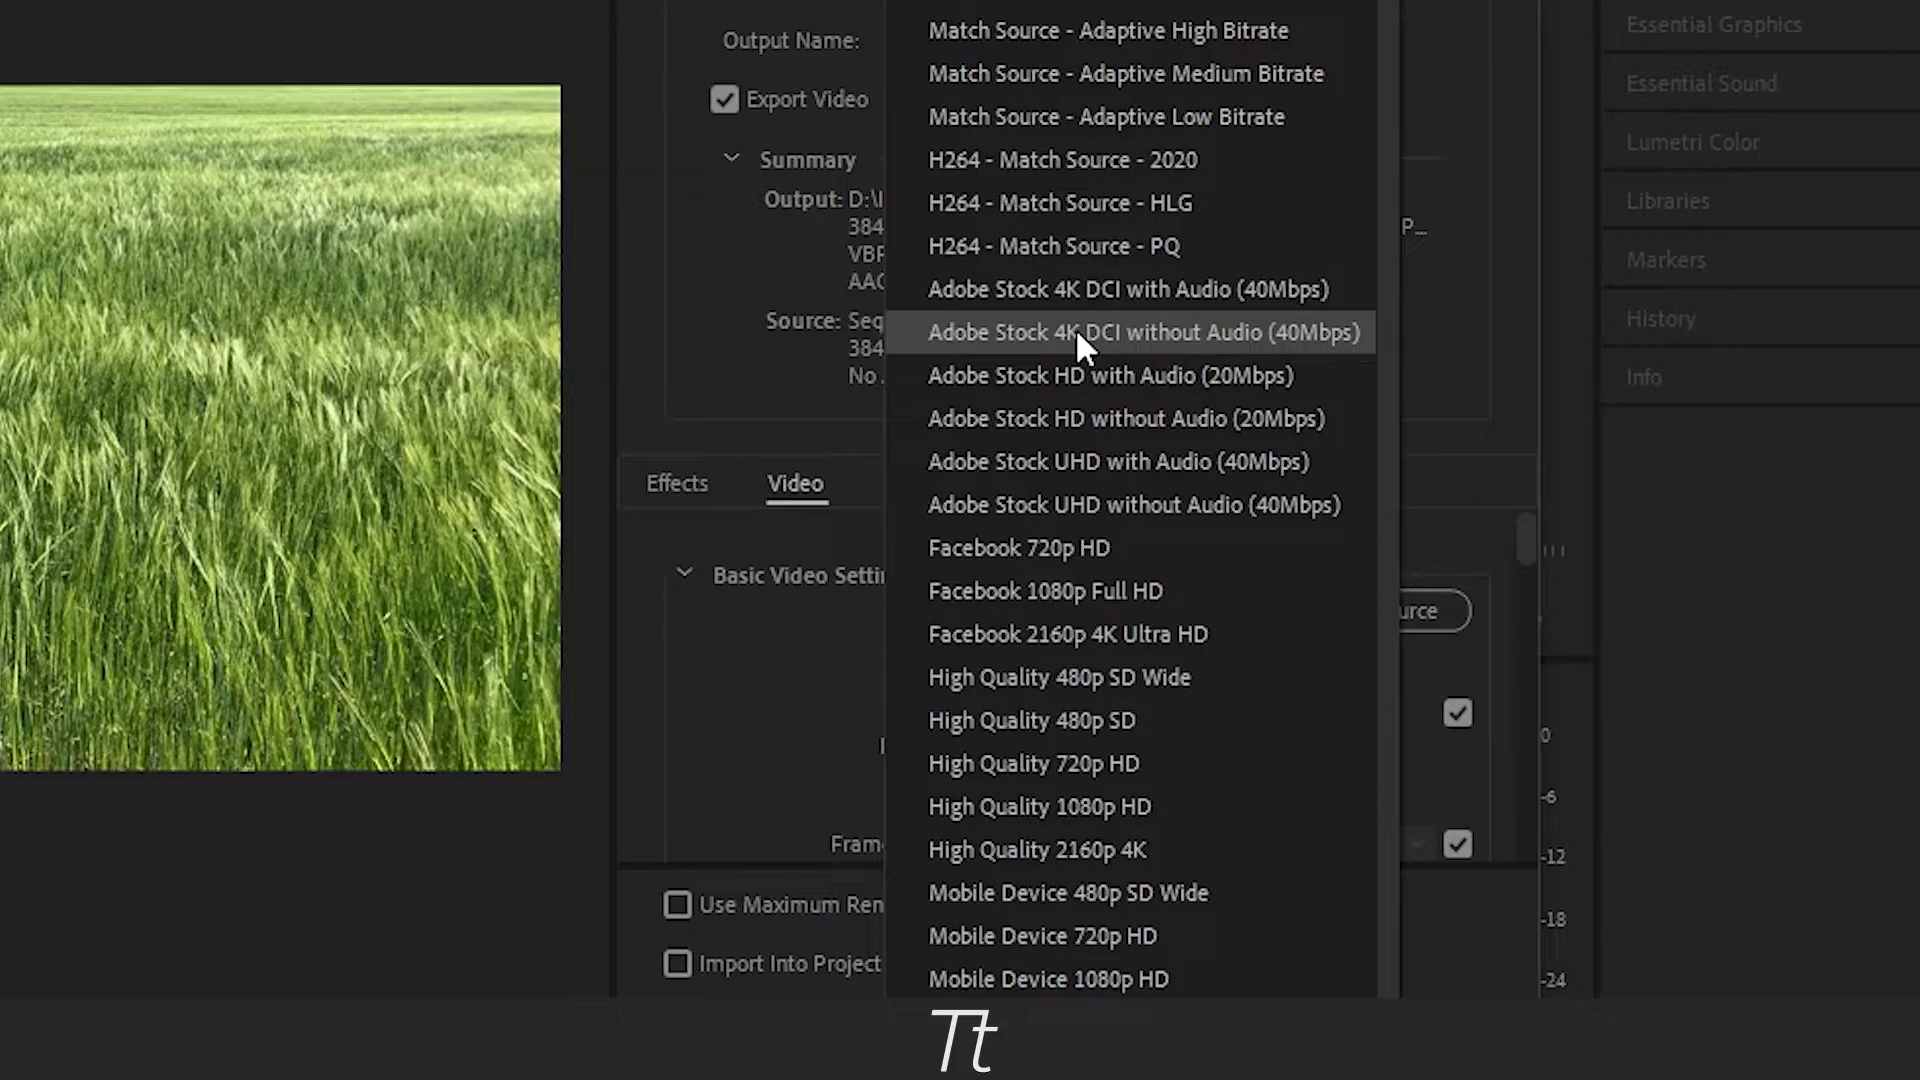 Output Name:
Export Video
Summary
Output: D:\
384
VBR
AAC
P...
Source: Seq
384
No
Effects
Video
Basic Video Settin
urce
Fram
Use Maximum Ren
Import Into Project
Match Source - Adaptive High Bitrate
Match Source - Adaptive Medium Bitrate
Match Source - Adaptive Low Bitrate
H264 - Match Source - 2020
H264 - Match Source - HLG
H264 - Match Source - PQ
Adobe Stock 4K DCI with Audio (40Mbps)
Adobe Stock 4K DCI without Audio (40Mbps)
Adobe Stock HD with Audio (20Mbps)
Adobe Stock HD without Audio (20Mbps)
Adobe Stock UHD with Audio (40Mbps)
Adobe Stock UHD without Audio (40Mbps)
Facebook 720p HD
Facebook 1080p Full HD
Facebook 2160p 4K Ultra HD
High Quality 480p SD Wide
High Quality 480p SD
High Quality 720p HD
High Quality 1080p HD
High Quality 2160p 4K
Mobile Device 480p SD Wide
Mobile Device 720p HD
Mobile Device 1080p HD
Essential Graphics
Essential Sound
Lumetri Color
Libraries
Markers
History
Info
0
-6
-12
-18
-24
Tt